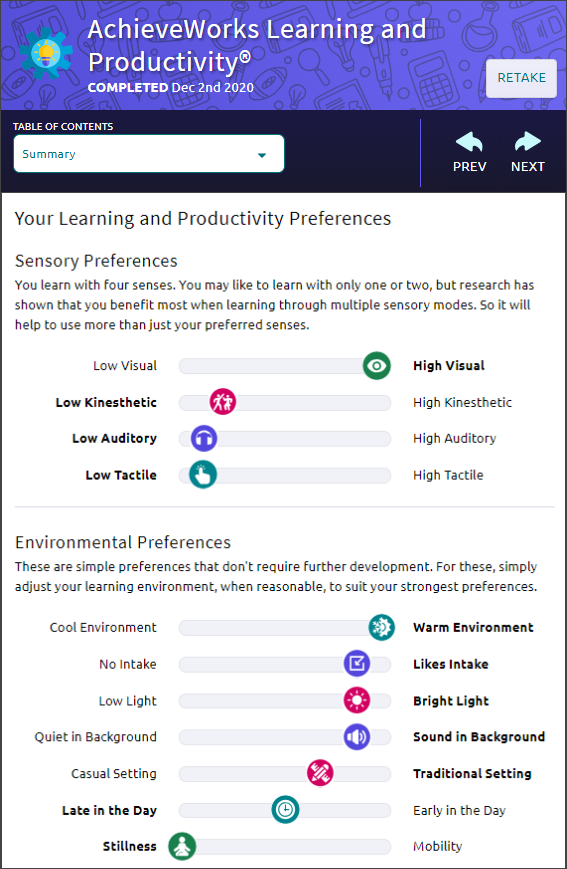 AchieveWorks Learning and
Productivity®
COMPLETED Dec 2nd 2020
RETAKE
TABLE OF CONTENTS
Summary
PREV
NEXT
Your Learning and Productivity Preferences
Sensory Preferences
You learn with four senses. You may like to learn with only one or two, but research has
shown that you benefit most when learning through multiple sensory modes. So it will
help to use more than just your preferred senses.
Low Visual High Visual
Low Kinesthetic High Kinesthetic
Low Auditory High Auditory
Low Tactile High Tactile
Environmental Preferences
These are simple preferences that don't require further development. For these, simply
adjust your learning environment, when reasonable, to suit your strongest preferences.
Cool Environment Warm Environment
No Intake Likes Intake
Low Light Bright Light
Quiet in Background Sound in Background
Casual Setting Traditional Setting
Late in the Day Early in the Day
Stillness Mobility